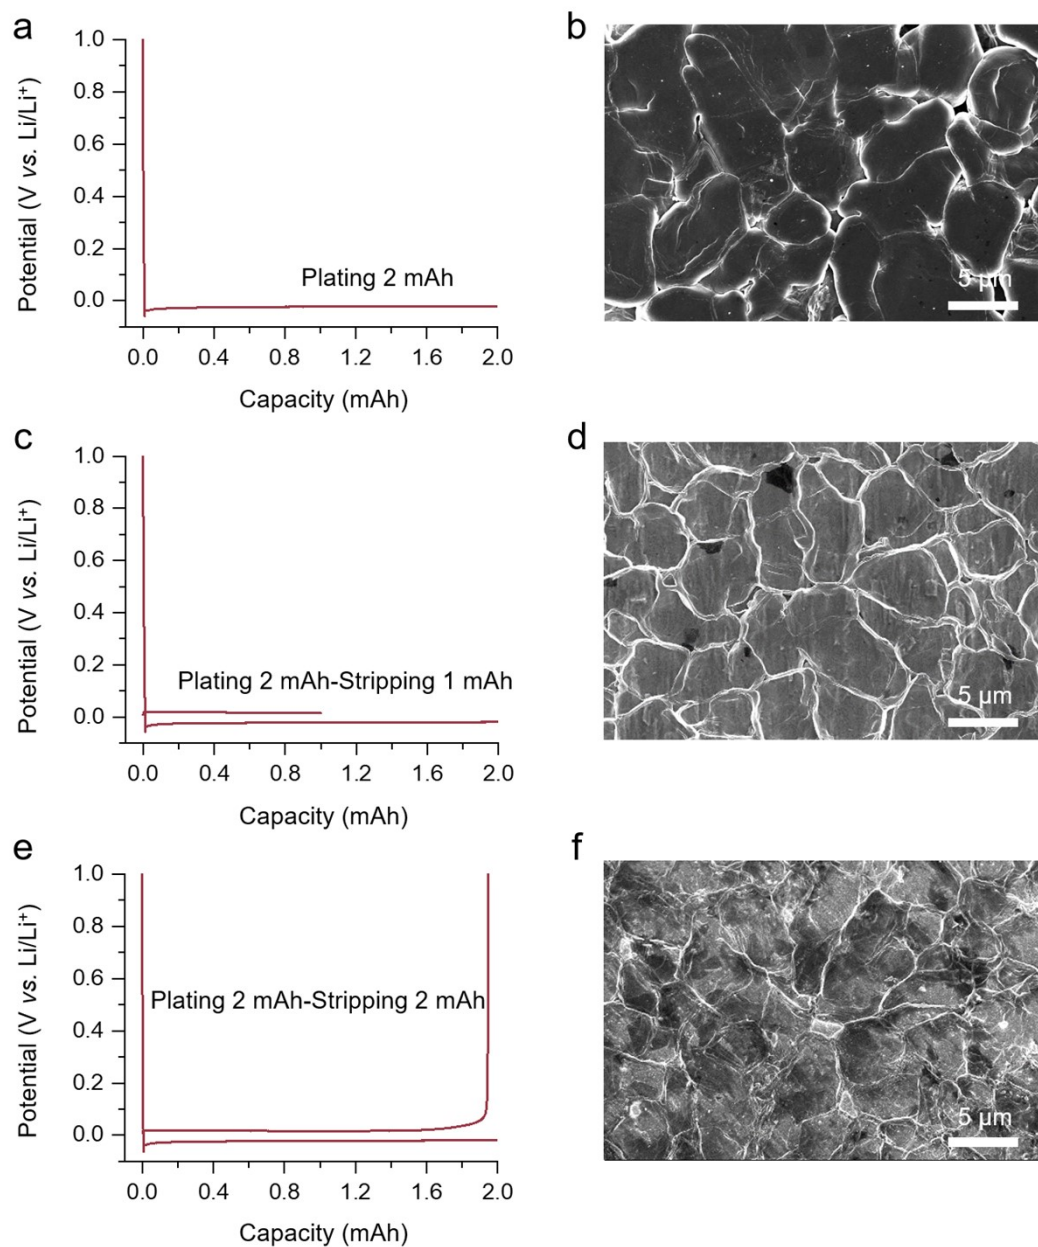 a
1.0
0.8
0.6
0.4
0.2
0.0
Potential (V vs. Li/Li⁺)
Plating 2 mAh
0.0 0.4 0.8 1.2 1.6 2.0
Capacity (mAh)
b
5 µm
c
1.0
0.8
0.6
0.4
0.2
0.0
Potential (V vs. Li/Li⁺)
Plating 2 mAh-Stripping 1 mAh
0.0 0.4 0.8 1.2 1.6 2.0
Capacity (mAh)
d
5 µm
e
1.0
0.8
0.6
0.4
0.2
0.0
Potential (V vs. Li/Li⁺)
Plating 2 mAh-Stripping 2 mAh
0.0 0.4 0.8 1.2 1.6 2.0
Capacity (mAh)
f
5 µm